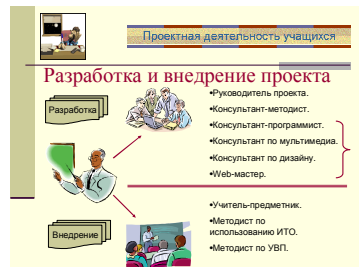 Проектная деятельность учащихся
Разработка и внедрение проекта
Разработка
•Руководитель проекта.
•Консультант-методист.
•Консультант-программист.
•Консультант по мультимедиа.
•Консультант по дизайну.
•Web-мастер.
Внедрение
•Учитель-предметник.
•Методист по
использованию ИТО.
•Методист по УВП.